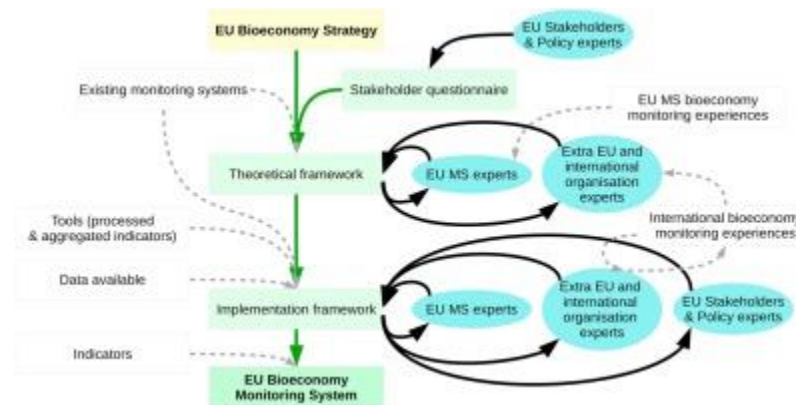 EU Bioeconomy Strategy
EU Stakeholders
& Policy experts
Existing monitoring systems
Stakeholder questionnaire
EU MS bioeconomy
monitoring experiences
Theoretical framework
EU MS experts
Extra EU and
international
organisation
experts
Tools (processed
& aggregated indicators)
International bioeconomy
monitoring experiences
Data available
Implementation framework
EU MS experts
Extra EU and
international
organisation
experts
EU Stakeholders
& Policy experts
Indicators
EU Bioeconomy
Monitoring System